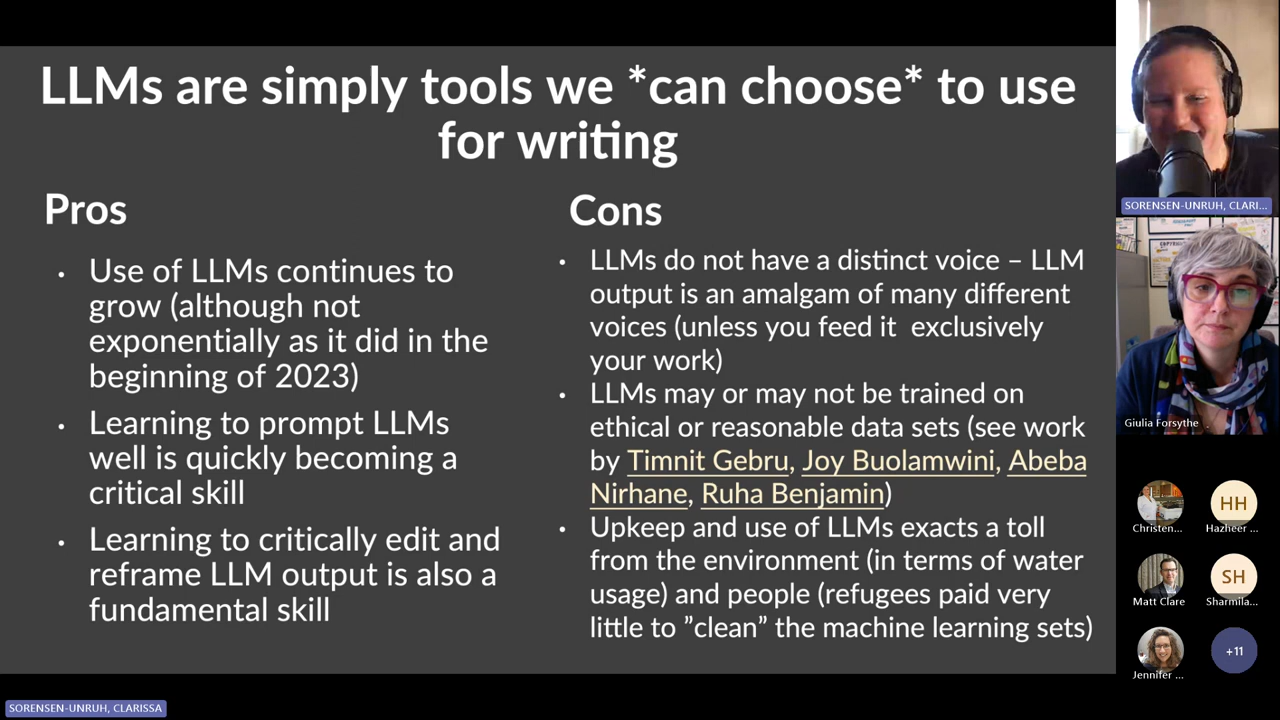 LLMs are simply tools we *can choose* to use
for writing
Pros
Use of LLMs continues to
grow (although not
exponentially as it did in the
beginning of 2023)
Learning to prompt LLMs
well is quickly becoming a
critical skill
Learning to critically edit and
reframe LLM output is also a
fundamental skill
Cons
LLMs do not have a distinct voice – LLM
output is an amalgam of many different
voices (unless you feed it exclusively
your work)
LLMs may or may not be trained on
ethical or reasonable data sets (see work
by Timnit Gebru, Joy Buolamwini, Abeba
Nirhane, Ruha Benjamin)
Upkeep and use of LLMs exacts a toll
from the environment (in terms of water
usage) and people (refugees paid very
little to ”clean” the machine learning sets)
SORENSEN-UNRUH, CLARI...
Giulia Forsythe
HH
Christen...
Hazheer ...
SH
Matt Clare
Sharmila...
+11
Jennifer ...
SORENSEN-UNRUH, CLARISSA